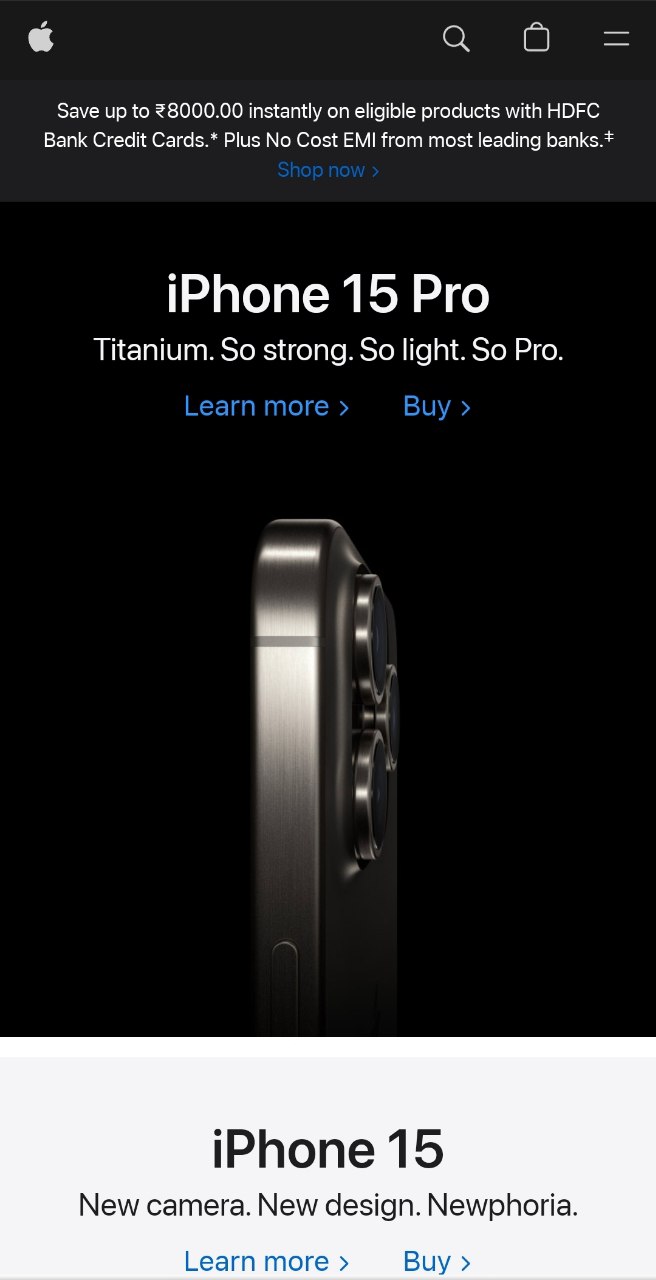 Save up to ₹8000.00 instantly on eligible products with HDFC
Bank Credit Cards.* Plus No Cost EMI from most leading banks.‡
Shop now >
iPhone 15 Pro
Titanium. So strong. So light. So Pro.
Learn more > Buy >
iPhone 15
New camera. New design. Newphoria.
Learn more > Buy >